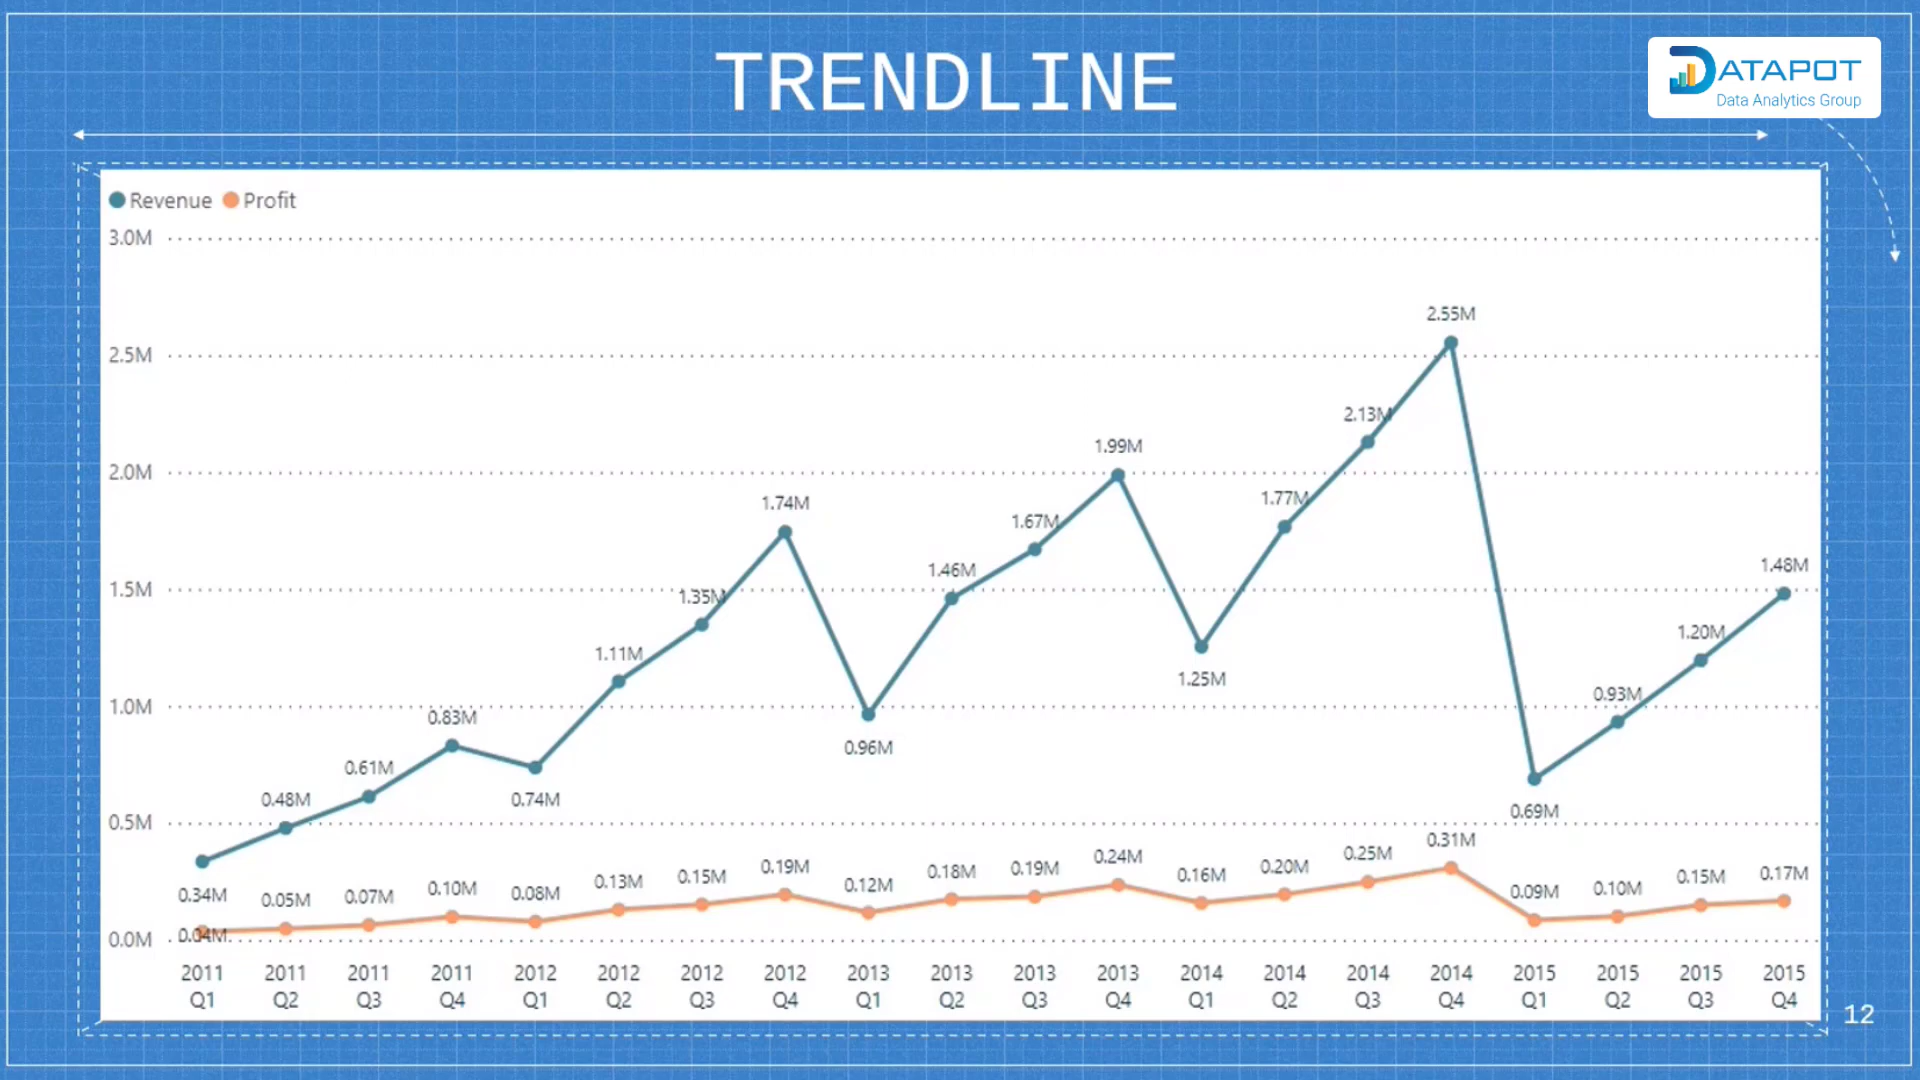 TRENDLINE
DATAPOT
Data Analytics Group
Revenue Profit
3.0M
2.5M
2.0M
1.5M
1.0M
0.5M
0.0M
0.34M 0.48M 0.61M 0.83M 0.74M 1.11M 1.35M 1.74M 0.96M 1.46M 1.67M 1.99M 1.25M 1.77M 2.13M 2.55M 0.69M 0.93M 1.20M 1.48M
0.04M 0.05M 0.07M 0.10M 0.08M 0.13M 0.15M 0.19M 0.12M 0.18M 0.19M 0.24M 0.16M 0.20M 0.25M 0.31M 0.09M 0.10M 0.15M 0.17M
2011 2011 2011 2011 2012 2012 2012 2012 2013 2013 2013 2013 2014 2014 2014 2014 2015 2015 2015 2015
Q1 Q2 Q3 Q4 Q1 Q2 Q3 Q4 Q1 Q2 Q3 Q4 Q1 Q2 Q3 Q4 Q1 Q2 Q3 Q4
12